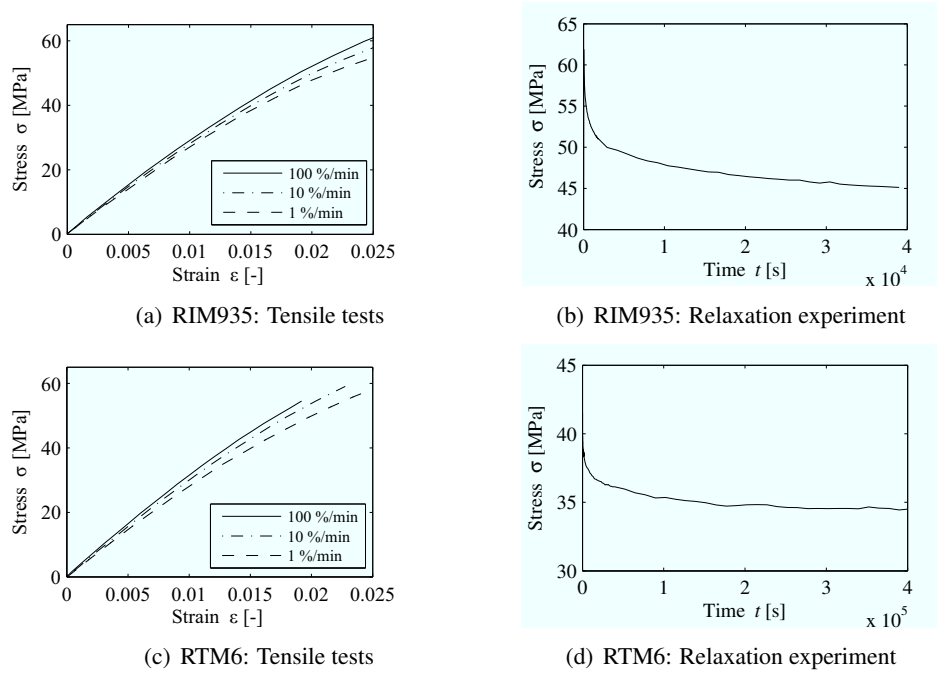 60
40
20
0
Stress σ [MPa]
100 %/min
10 %/min
1 %/min
0 0.005 0.01 0.015 0.02 0.025
Strain ε [-]
(a) RIM935: Tensile tests
65
60
55
50
45
40
Stress σ [MPa]
0 1 2 3 4
Time t [s]
x 10^4
(b) RIM935: Relaxation experiment
60
40
20
0
Stress σ [MPa]
100 %/min
10 %/min
1 %/min
0 0.005 0.01 0.015 0.02 0.025
Strain ε [-]
(c) RTM6: Tensile tests
45
40
35
30
Stress σ [MPa]
0 1 2 3 4
Time t [s]
x 10^5
(d) RTM6: Relaxation experiment